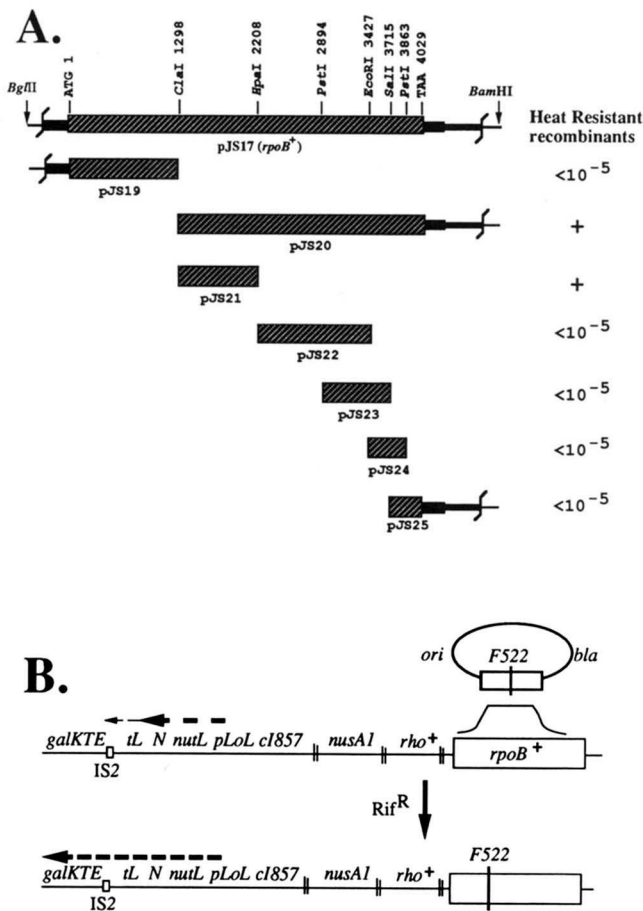 A.
BglII
ATG 1
ClaI 1298
HpaI 2208
PstI 2894
EcoRI 3427
SalI 3715
PstI 3863
TAA 4029
BamHI
Heat Resistant
recombinants
pJS17 (rpoB+)
pJS19
<10-5
pJS20
+
pJS21
+
pJS22
<10-5
pJS23
<10-5
pJS24
<10-5
pJS25
<10-5
B.
ori
F522
bla
galKTE tL N nutL pLoL cI857 nusA1 rho+ rpoB+
IS2
RifR
F522
galKTE tL N nutL pLoL cI857 nusA1 rho+
IS2